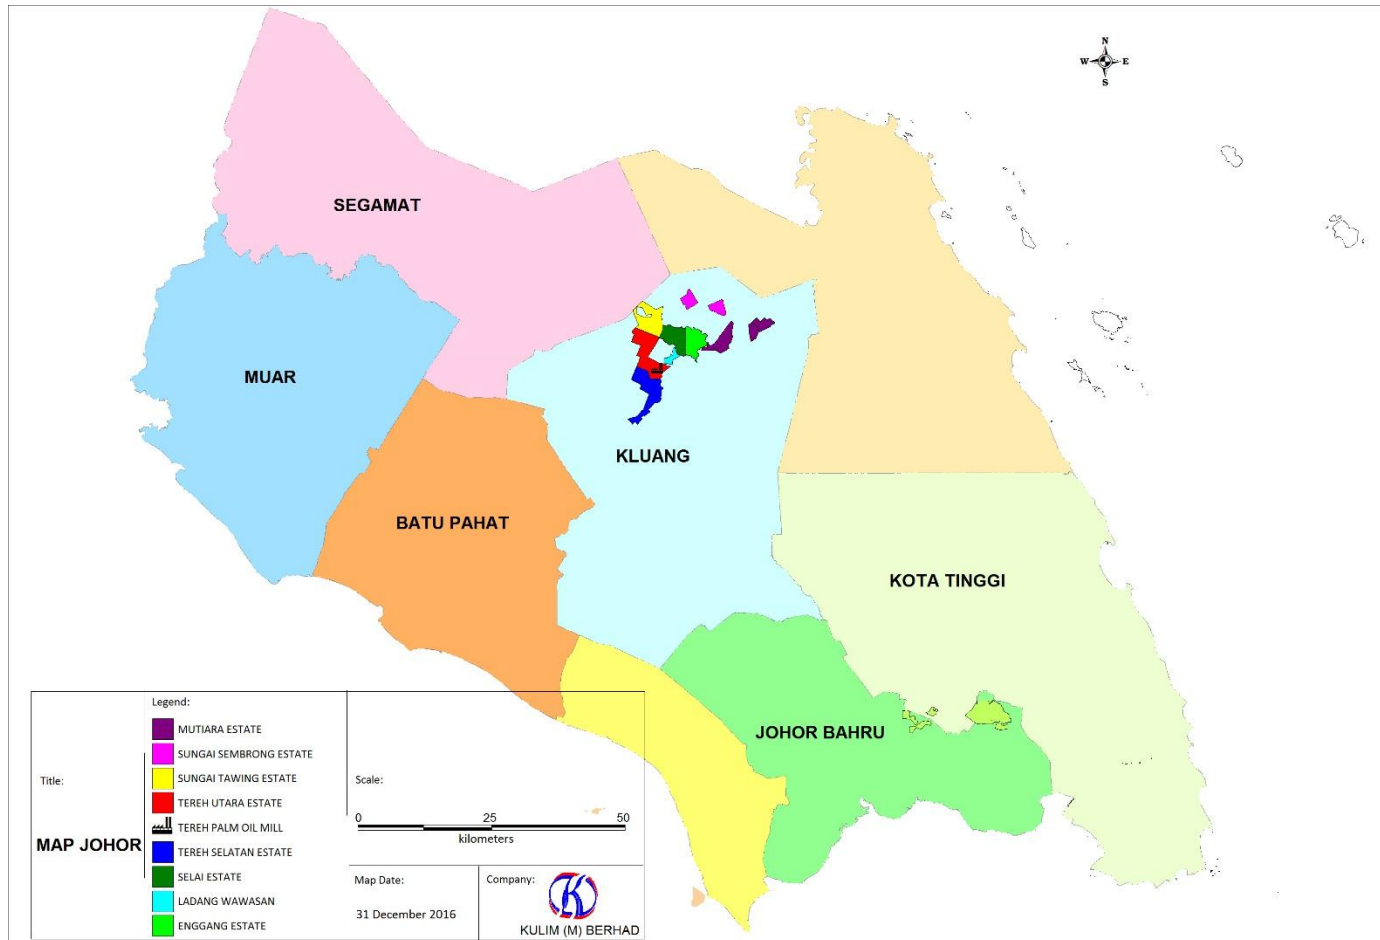 N
W E
S
SEGAMAT
MUAR
KLUANG
BATU PAHAT
KOTA TINGGI
JOHOR BAHRU
Title:
MAP JOHOR
Legend:
MUTIARA ESTATE
SUNGAI SEMBRONG ESTATE
SUNGAI TAWING ESTATE
TEREH UTARA ESTATE
TEREH PALM OIL MILL
TEREH SELATAN ESTATE
SELAI ESTATE
LADANG WAWASAN
ENGGANG ESTATE
Scale:
0 25 50
kilometers
Map Date:
31 December 2016
Company:
K
KULIM (M) BERHAD